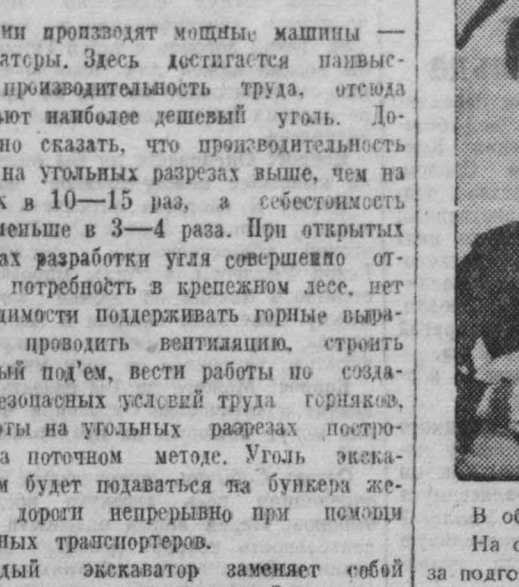 ии производят мощные машины —
аторы. Здесь достигается наивыс-
производительность труда, отсюда
ют наиболее дешевый уголь. До-
но сказать, что производительность
на угольных разрезах выше, чем на
х в 10—15 раз, а себестоимость
меньше в 3—4 раза. При открытых
ах разработки угля совершенно от-
потребность в крепежном лесе, нет
димости поддерживать горные выра-
проводить вентиляцию, строить
ый под'ем, вести работы по созда-
езопасных условий труда горняков.
оты на угольных разрезах постро-
а поточном методе. Уголь экска-
м будет подаваться на бункера же-
дороги непрерывно при помощи
ных транспортеров.
дый экскаватор заменяет собой
В об
На с
за подго